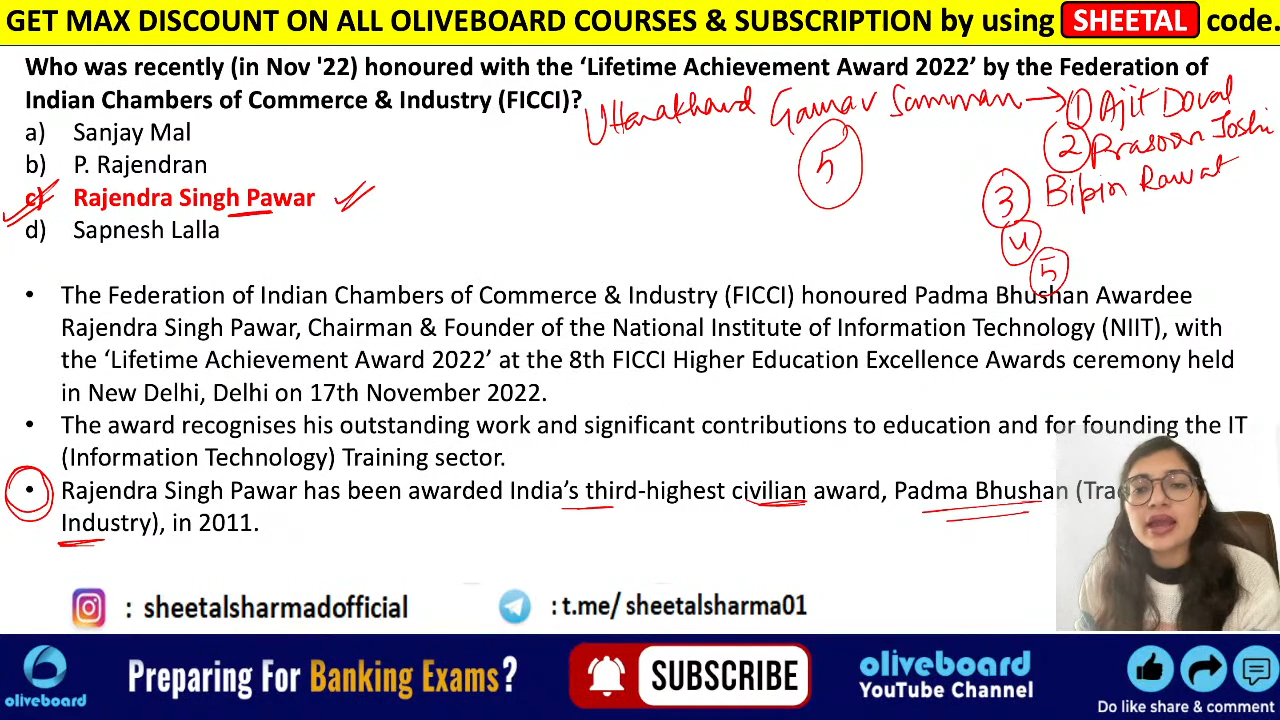 GET MAX DISCOUNT ON ALL OLIVEBOARD COURSES & SUBSCRIPTION by using SHEETAL code.
Who was recently (in Nov '22) honoured with the ‘Lifetime Achievement Award 2022’ by the Federation of
Indian Chambers of Commerce & Industry (FICCI)?
Uttarakhand Gaurav Samman → 1 Ajit Doval
a) Sanjay Mal
2 Prasoon Joshi
b) P. Rajendran
5
c) Rajendra Singh Pawar
3 Bipin Rawat
d) Sapnesh Lalla
4
5
• The Federation of Indian Chambers of Commerce & Industry (FICCI) honoured Padma Bhushan Awardee
Rajendra Singh Pawar, Chairman & Founder of the National Institute of Information Technology (NIIT), with
the ‘Lifetime Achievement Award 2022’ at the 8th FICCI Higher Education Excellence Awards ceremony held
in New Delhi, Delhi on 17th November 2022.
• The award recognises his outstanding work and significant contributions to education and for founding the IT
(Information Technology) Training sector.
• Rajendra Singh Pawar has been awarded India’s third-highest civilian award, Padma Bhushan
Industry), in 2011.
: sheetalsharmadofficial
: t.me/ sheetalsharma01
oliveboard
Preparing For Banking Exams?
SUBSCRIBE
oliveboard
YouTube Channel
Do like share & comment